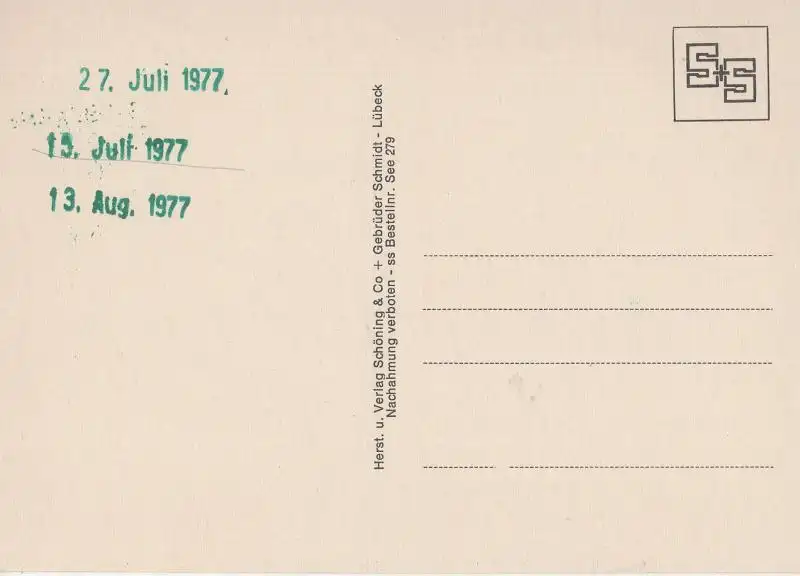 27. Juli 1977.
Juli 1977
13. Aug. 1977
Herst. u. Verlag Schöning & Co + Gebrüder Schmidt - Lübeck
Nachahmung verboten - ss Bestellnr. See 279
S+S